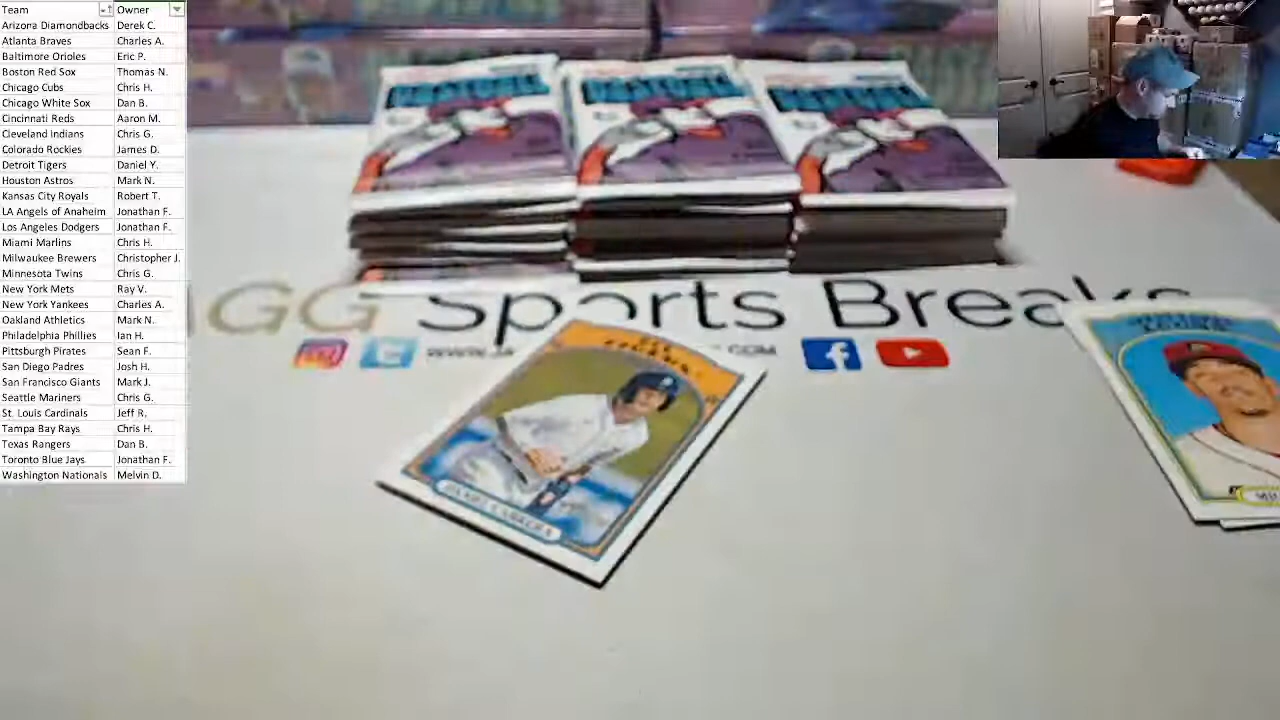 Team Owner
Arizona Diamondbacks Derek C.
Atlanta Braves Charles A.
Baltimore Orioles Eric P.
Boston Red Sox Thomas N.
Chicago Cubs Chris H.
Chicago White Sox Dan B.
Cincinnati Reds Aaron M.
Cleveland Indians Chris G.
Colorado Rockies James D.
Detroit Tigers Daniel Y.
Houston Astros Mark N.
Kansas City Royals Robert T.
LA Angels of Anaheim Jonathan F.
Los Angeles Dodgers Jonathan F.
Miami Marlins Chris H.
Milwaukee Brewers Christopher J.
Minnesota Twins Chris G.
New York Mets Ray V.
New York Yankees Charles A.
Oakland Athletics Mark N.
Philadelphia Phillies Ian H.
Pittsburgh Pirates Sean F.
San Diego Padres Josh D.
San Francisco Giants Mark J.
Seattle Mariners Chris G.
St. Louis Cardinals Jeff R.
Tampa Bay Rays Chris H.
Texas Rangers Dan B.
Toronto Blue Jays Jonathan F.
Washington Nationals Melvin D.
GG Sports Breaks